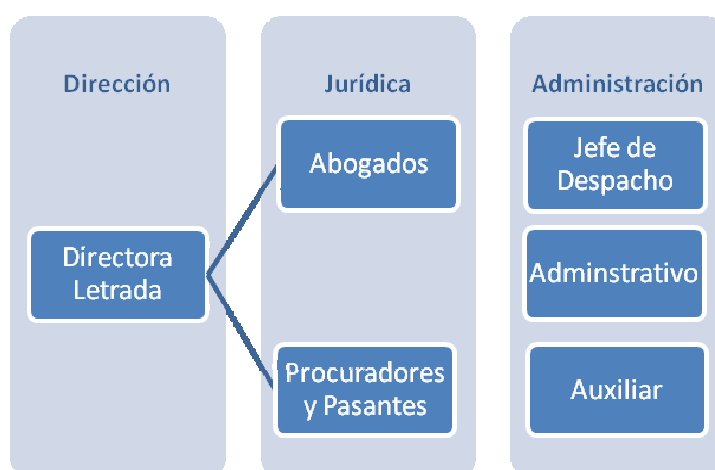 Dirección
Jurídica
Administración
Directora
Letrada
Abogados
Procuradores
y Pasantes
Jefe de
Despacho
Adminstrativo
Auxiliar